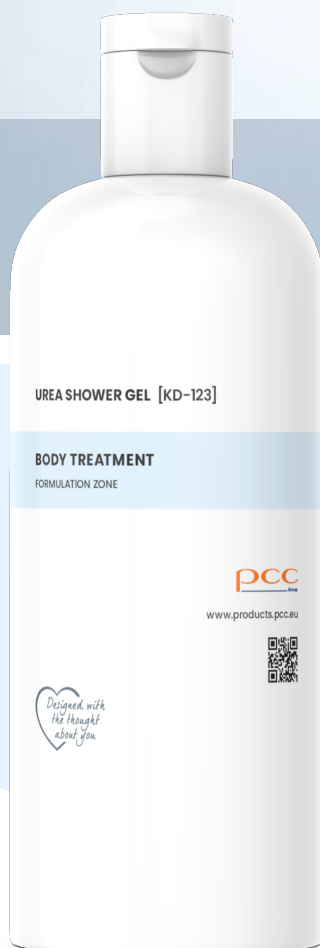 UREA SHOWER GEL [KD-123]
BODY TREATMENT
FORMULATION ZONE
pcc
Group
www.products.pcc.eu
Designed with
the thought
about you